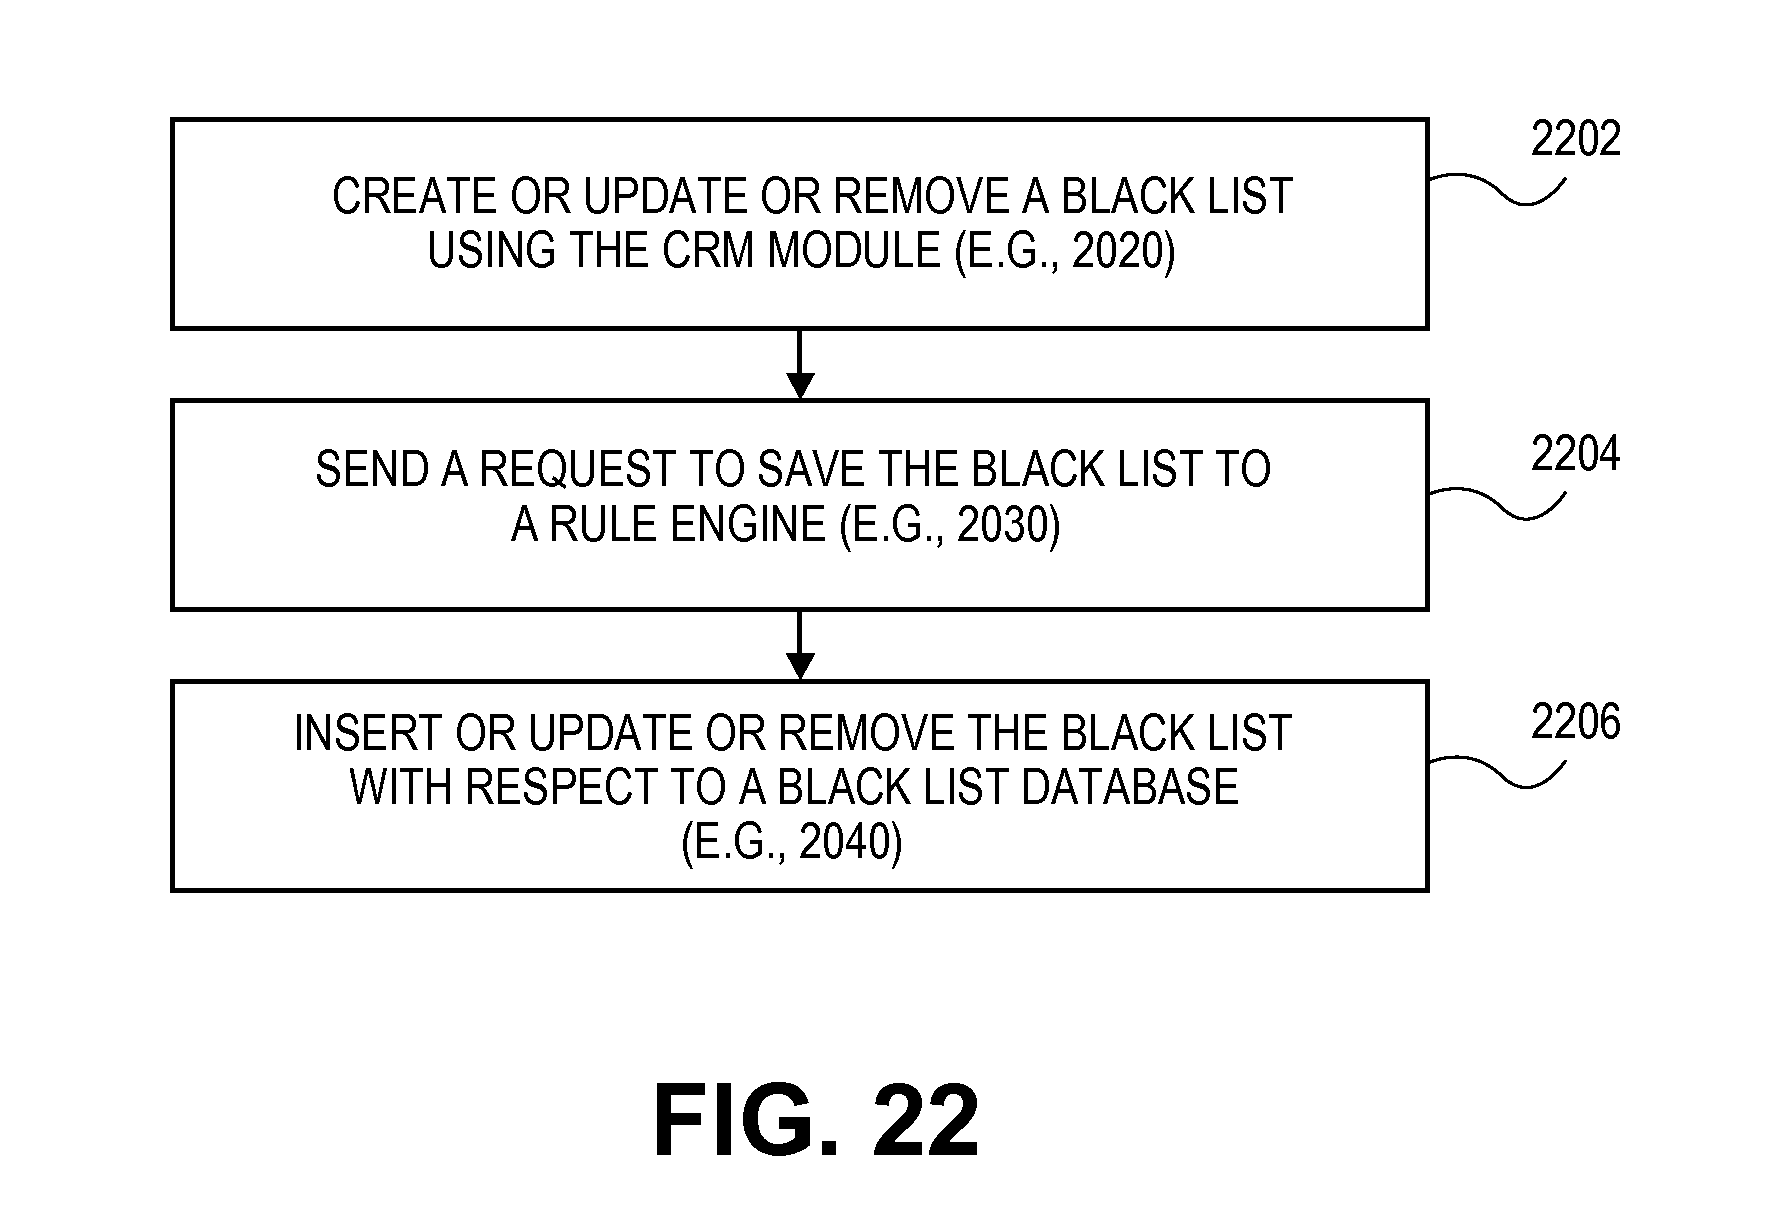 2202
CREATE OR UPDATE OR REMOVE A BLACK LIST
USING THE CRM MODULE (E.G., 2020)
2204
SEND A REQUEST TO SAVE THE BLACK LIST TO
A RULE ENGINE (E.G., 2030)
2206
INSERT OR UPDATE OR REMOVE THE BLACK LIST
WITH RESPECT TO A BLACK LIST DATABASE
(E.G., 2040)
FIG. 22